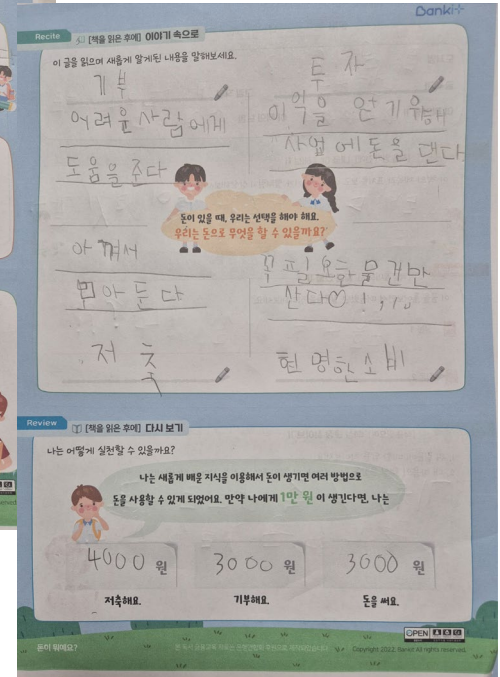 Banki+
Recite
[책을 읽은 후에] 이야기 속으로
이 글을 읽으며 새롭게 알게된 내용을 말해보세요.
기부
어려운 사람에게
도움을 준다
투자
이익을 얻기 위해
사업에 돈을 댄다
돈이 있을 때, 우리는 선택을 해야 해요.
우리는 돈으로 무엇을 할 수 있을까요?
아껴서
모아 둔다
저축
꼭 필요한 물건만
산다♡
현명한 소비
Review
[책을 읽은 후에] 다시 보기
나는 어떻게 실천할 수 있을까요?
나는 새롭게 배운 지식을 이용해서 돈이 생기면 여러 방법으로
돈을 사용할 수 있게 되었어요. 만약 나에게 1만 원 이 생긴다면, 나는
4000 원
3000 원
3000 원
저축해요.
기부해요.
돈을 써요.
OPEN
돈이 뭐예요?
Copyright 2022. Banki+ All rights reserved.